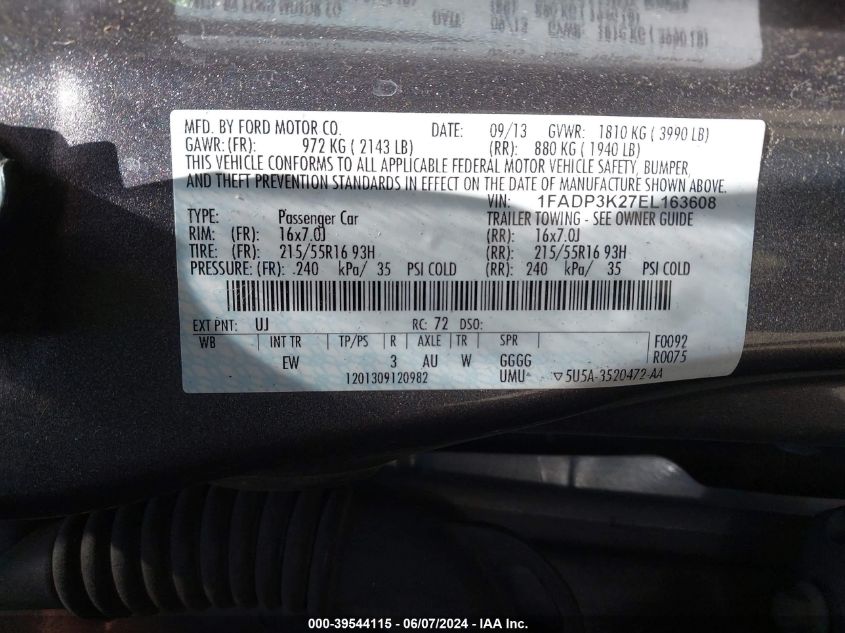 MFD. BY FORD MOTOR CO. DATE: 09/13 GVWR: 1810 KG ( 3990 LB)
GAWR:(FR): 972 KG ( 2143 LB) (RR): 880 KG ( 1940 LB)
THIS VEHICLE CONFORMS TO ALL APPLICABLE FEDERAL MOTOR VEHICLE SAFETY, BUMPER,
AND THEFT PREVENTION STANDARDS IN EFFECT ON THE DATE OF MANUFACTURE SHOWN ABOVE.
VIN: 1FADP3K27EL163608
TYPE: Passenger Car TRAILER TOWING - SEE OWNER GUIDE
RIM: (FR): 16x7.0J (RR): 16x7.0J
TIRE: (FR): 215/55R16 93H (RR): 215/55R16 93H
PRESSURE: (FR): 240 kPa/ 35 PSI COLD (RR): 240 kPa/ 35 PSI COLD
EXT PNT: UJ RC: 72 DSO:
WB INT TR TP/PS R AXLE TR SPR F0092
EW 3 AU W GGGG R0075
1201309120982 UMU ▽5U5A-3520472-AA
000-39544115 - 06/07/2024 - IAA Inc.